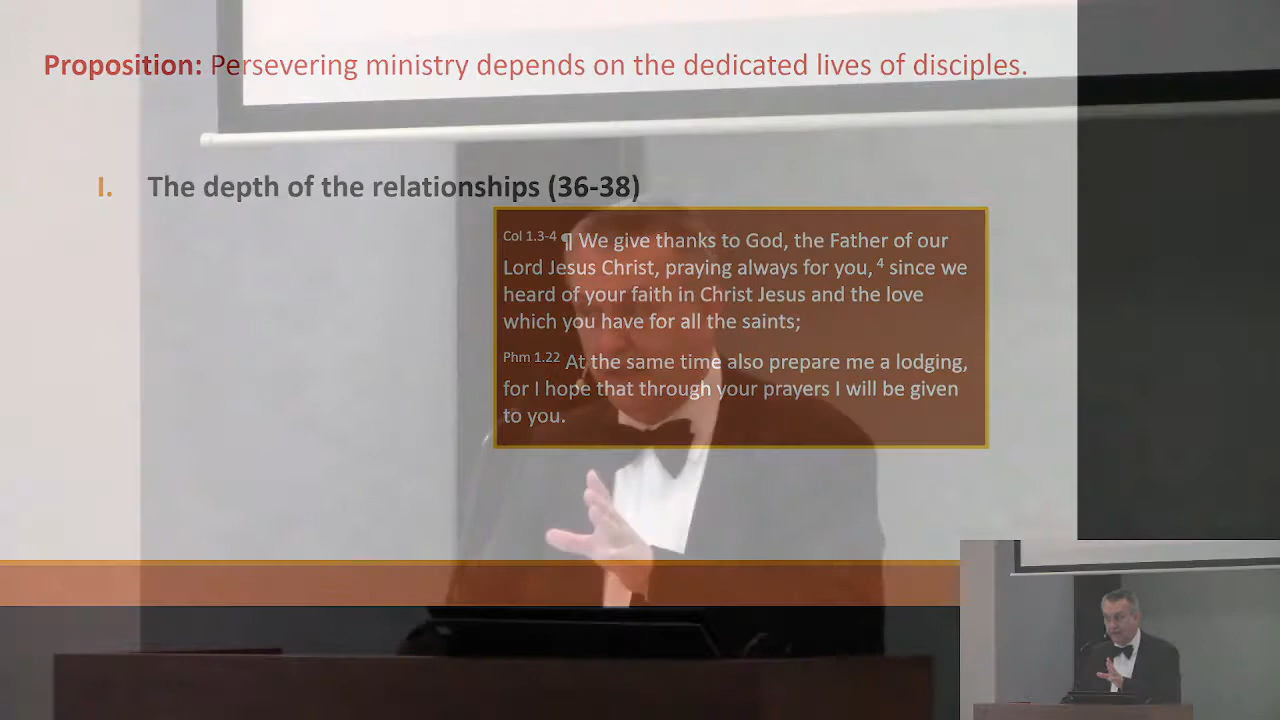 Proposition: Persevering ministry depends on the dedicated lives of disciples.
I. The depth of the relationships (36-38)
Col 1.3-4 ¶ We give thanks to God, the Father of our
Lord Jesus Christ, praying always for you, 4 since we
heard of your faith in Christ Jesus and the love
which you have for all the saints;
Phm 1.22 At the same time also prepare me a lodging,
for I hope that through your prayers I will be given
to you.